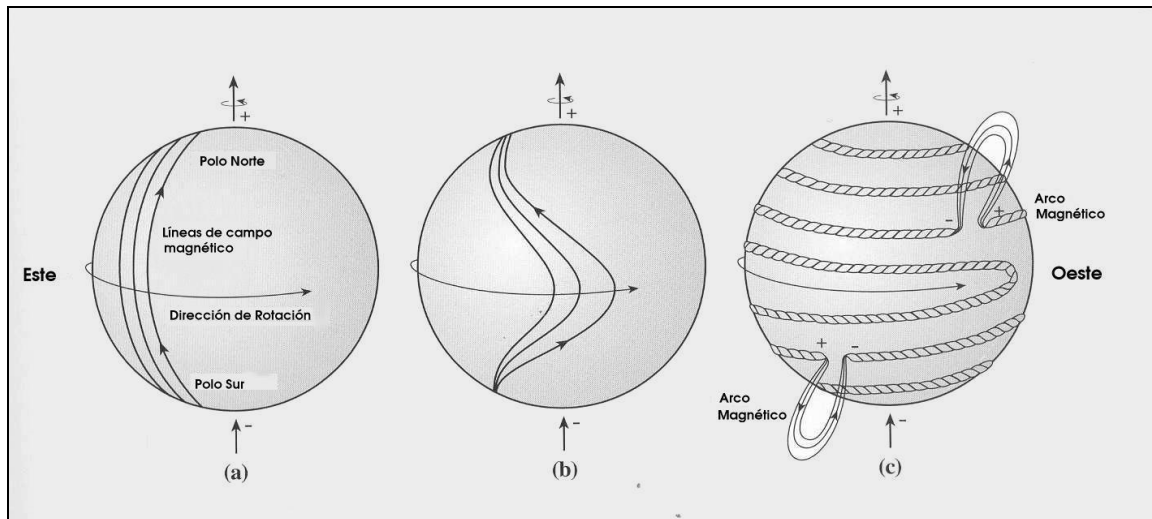 +
Polo Norte
Líneas de campo
magnético
Este
Dirección de Rotación
Polo Sur
-
(a)
+
-
(b)
+
Arco
Magnético
- +
Oeste
+ -
Arco
Magnético
-
(c)